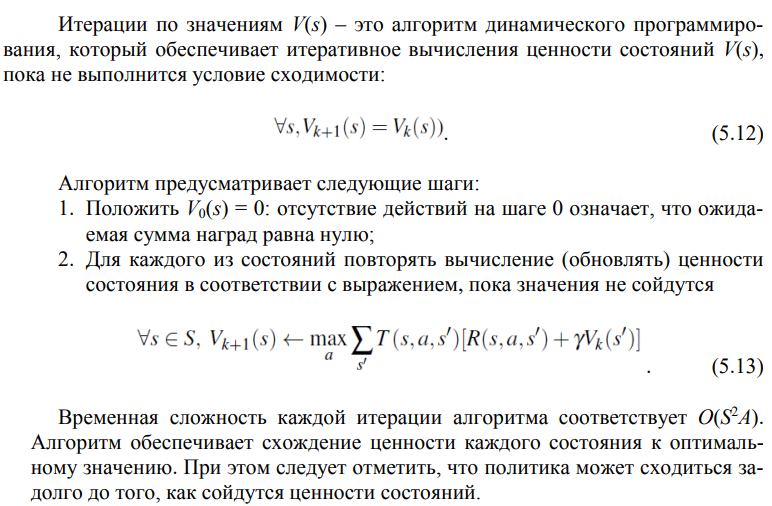 Итерации по значениям V(s) – это алгоритм динамического программиро-
вания, который обеспечивает итеративное вычисления ценности состояний V(s),
пока не выполнится условие сходимости:
∀s,Vₖ₊₁(s) = Vₖ(s)). (5.12)
Алгоритм предусматривает следующие шаги:
1. Положить V₀(s) = 0: отсутствие действий на шаге 0 означает, что ожида-
емая сумма наград равна нулю;
2. Для каждого из состояний повторять вычисление (обновлять) ценности
состояния в соответствии с выражением, пока значения не сойдутся
∀s ∈ S, Vₖ₊₁(s) ← max ∑ T(s,a,s′)[R(s,a,s′) + γVₖ(s′)]
a s′ . (5.13)
Временная сложность каждой итерации алгоритма соответствует O(S²A).
Алгоритм обеспечивает схождение ценности каждого состояния к оптималь-
ному значению. При этом следует отметить, что политика может сходиться за-
долго до того, как сойдутся ценности состояний.